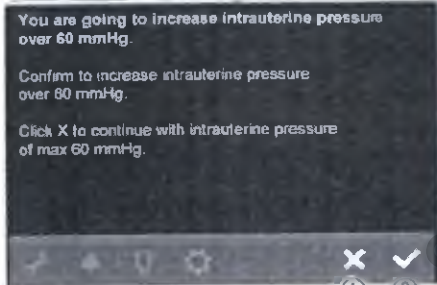 You are going to increase intrauterine pressure
over 60 mmHg.
Confirm to increase intrauterine pressure
over 60 mmHg.
Click X to continue with intrauterine pressure
of max 60 mmHg.